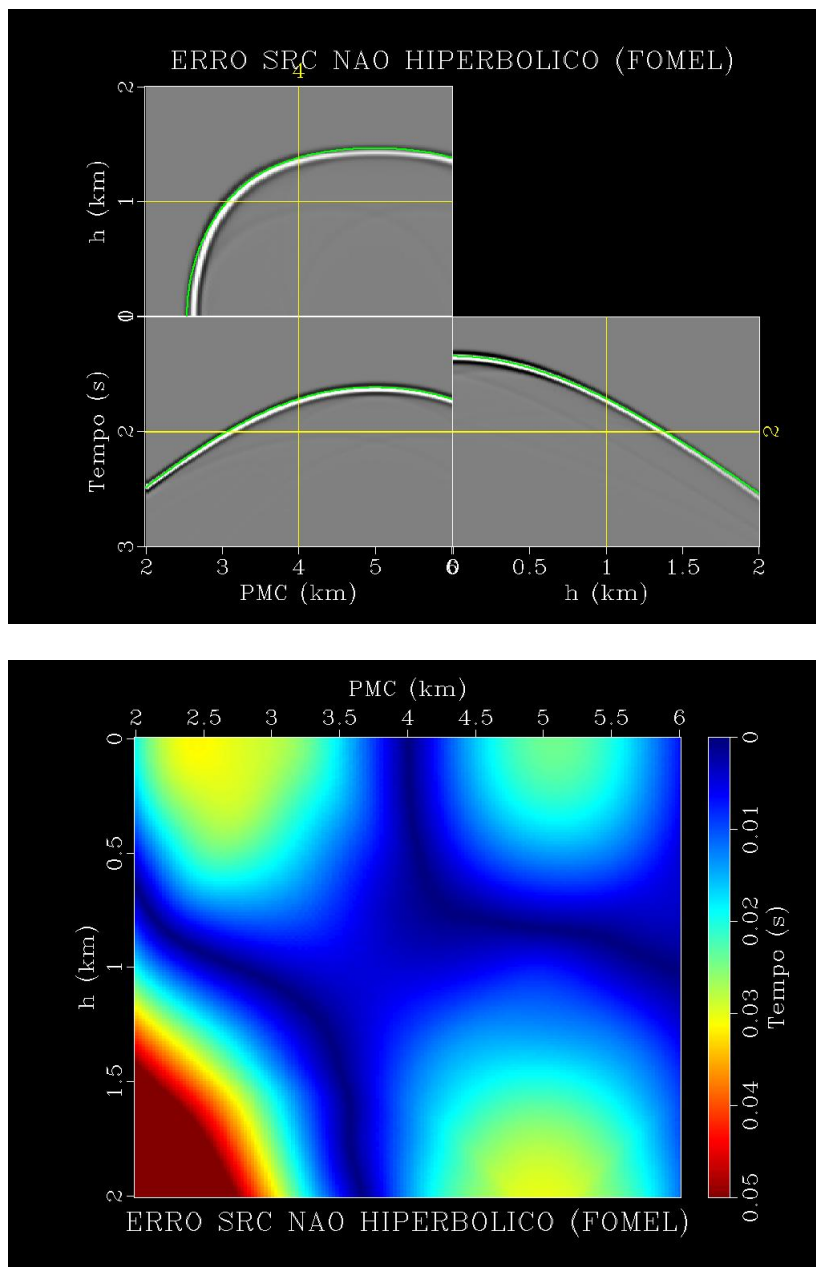 ERRO SRC NAO HIPERBOLICO (FOMEL)
4
2
1
0
h (km)
0
2
3
Tempo (s)
2 3 4 5 6
PMC (km)
0 0.5 1 1.5 2
h (km)
2
PMC (km)
2 2.5 3 3.5 4 4.5 5 5.5 6
0
0.5
1
1.5
2
h (km)
0
0.01
0.02
0.03
0.04
0.05
Tempo (s)
ERRO SRC NAO HIPERBOLICO (FOMEL)